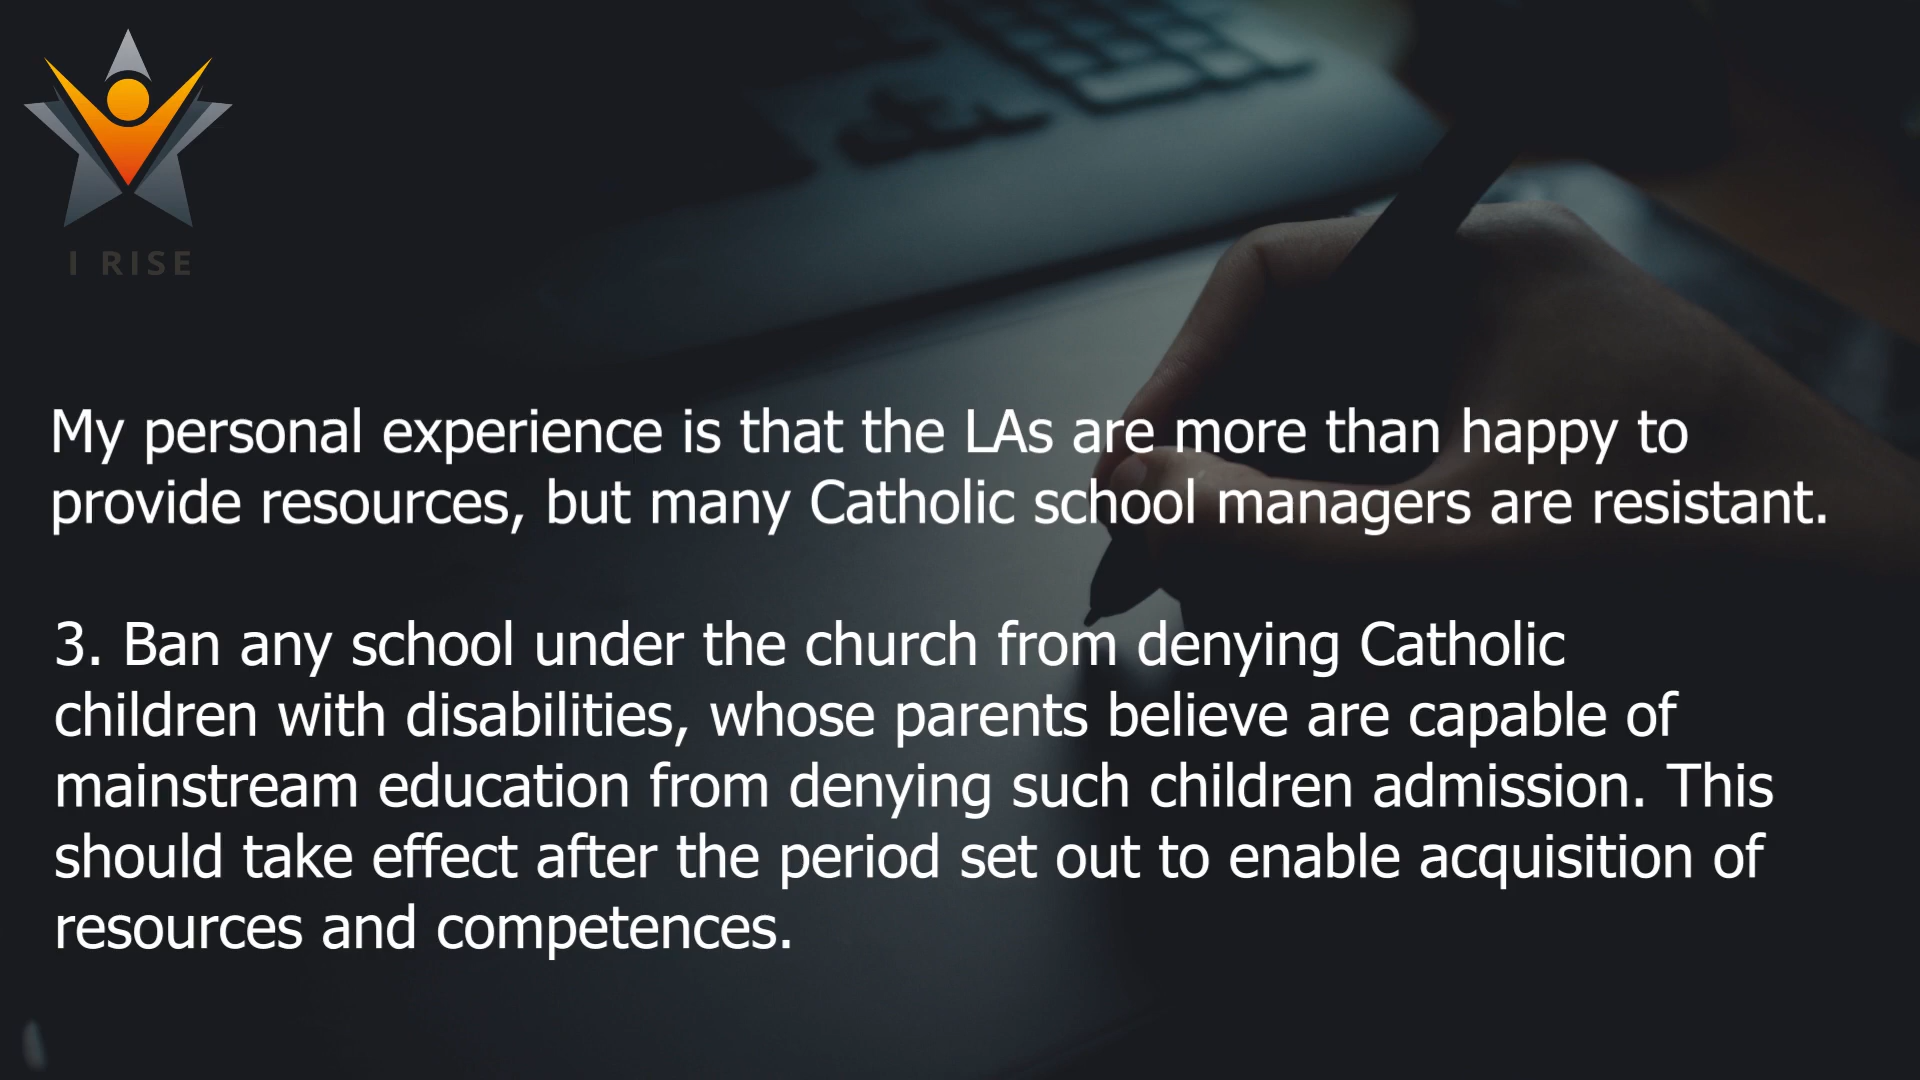 I RISE
My personal experience is that the LAs are more than happy to
provide resources, but many Catholic school managers are resistant.
3. Ban any school under the church from denying Catholic
children with disabilities, whose parents believe are capable of
mainstream education from denying such children admission. This
should take effect after the period set out to enable acquisition of
resources and competences.